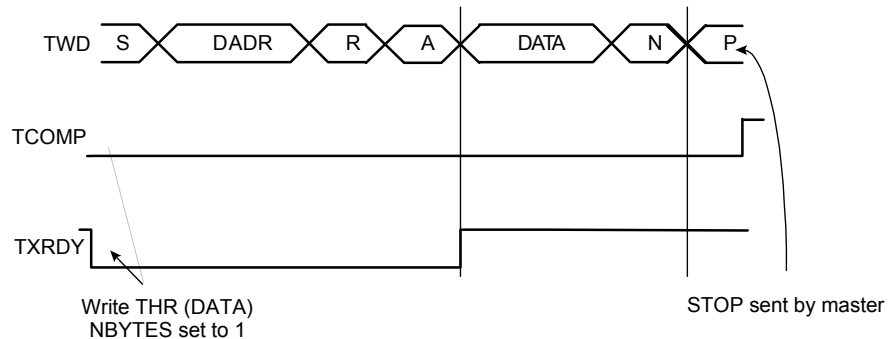 TWD S DADR R A DATA N P
TCOMP
TXRDY
Write THR (DATA)
NBYTES set to 1
STOP sent by master